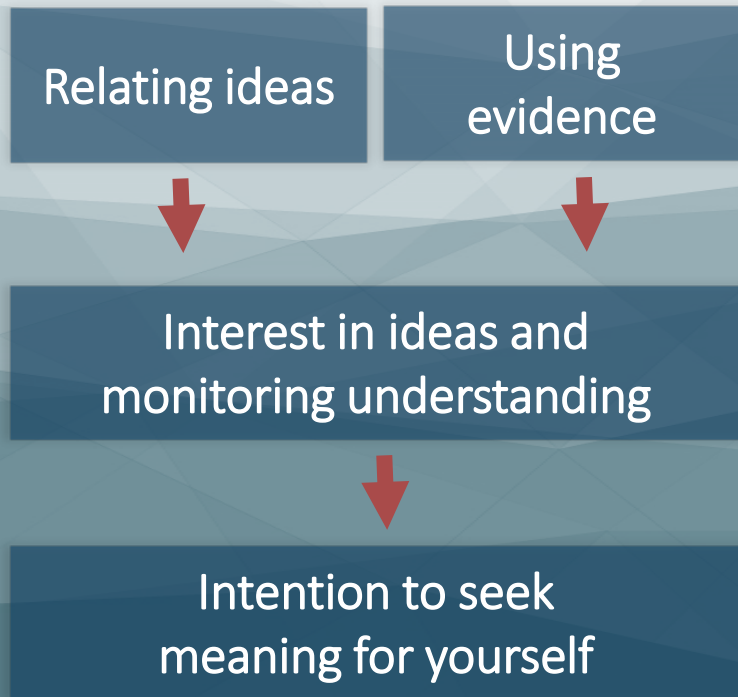 Relating ideas
Using
evidence
Interest in ideas and
monitoring understanding
Intention to seek
meaning for yourself